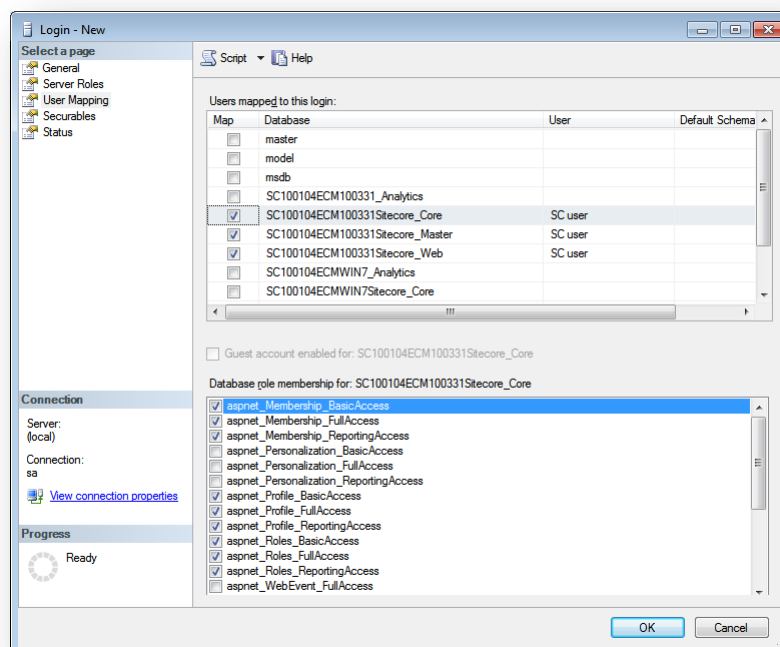 Login - New
Select a page
General
Server Roles
User Mapping
Securables
Status
Script Help
Users mapped to this login:
Map Database User Default Schema
master
model
msdb
SC100104ECM100331_Analytics
SC100104ECM100331Sitecore_Core SC user
SC100104ECM100331Sitecore_Master SC user
SC100104ECM100331Sitecore_Web SC user
SC100104ECMWIN7_Analytics
SC100104ECMWIN7Sitecore_Core
Guest account enabled for: SC100104ECM100331Sitecore_Core
Database role membership for: SC100104ECM100331Sitecore_Core
aspnet_Membership_BasicAccess
aspnet_Membership_FullAccess
aspnet_Membership_ReportingAccess
aspnet_Personalization_BasicAccess
aspnet_Personalization_FullAccess
aspnet_Personalization_ReportingAccess
aspnet_Profile_BasicAccess
aspnet_Profile_FullAccess
aspnet_Profile_ReportingAccess
aspnet_Roles_BasicAccess
aspnet_Roles_FullAccess
aspnet_Roles_ReportingAccess
aspnet_WebEvent_FullAccess
Connection
Server:
(local)
Connection:
sa
View connection properties
Progress
Ready
OK Cancel